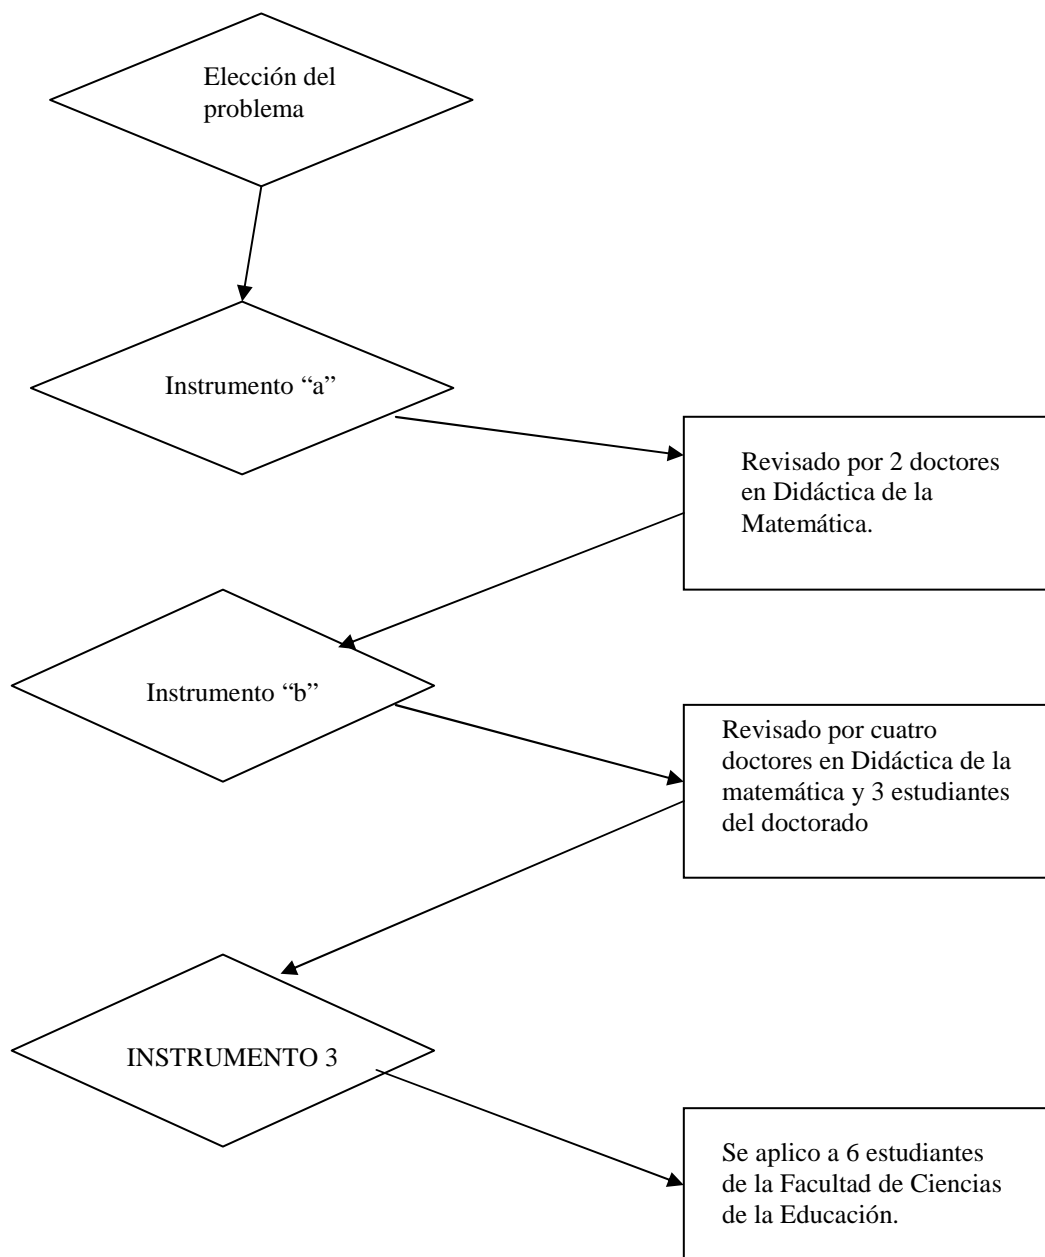 Elección del
problema
Instrumento “a”
Revisado por 2 doctores
en Didáctica de la
Matemática.
Instrumento “b”
Revisado por cuatro
doctores en Didáctica de la
matemática y 3 estudiantes
del doctorado
INSTRUMENTO 3
Se aplico a 6 estudiantes
de la Facultad de Ciencias
de la Educación.